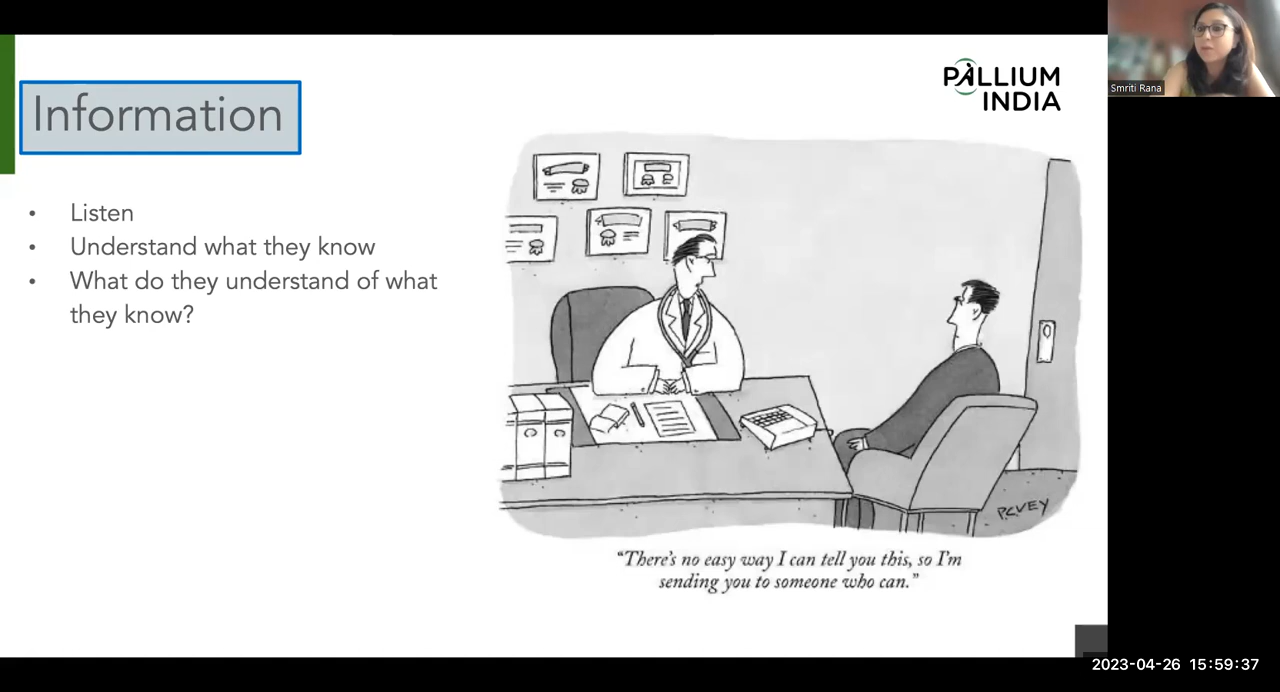 Information
PALLIUM
INDIA
Smriti Rana
• Listen
• Understand what they know
• What do they understand of what
they know?
P.C.VEY
“There’s no easy way I can tell you this, so I’m
sending you to someone who can.”
2023-04-26 15:59:37